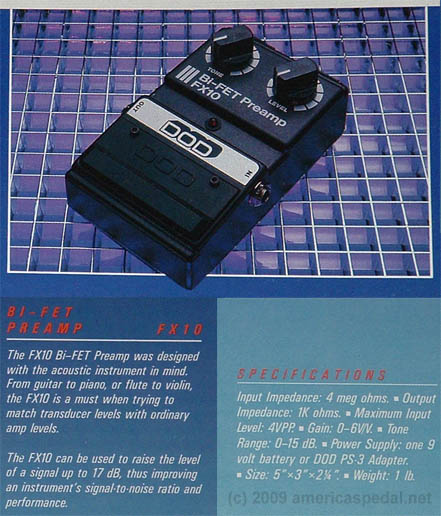 TONE
LEVEL
Bi-FET Preamp
FX10
OUT
DOD
DOD
IN
BI-FET
PREAMP FX10
The FX10 Bi-FET Preamp was designed
with the acoustic instrument in mind.
From guitar to piano, or flute to violin,
the FX10 is a must when trying to
match transducer levels with ordinary
amp levels.
The FX10 can be used to raise the level
of a signal up to 17 dB, thus improving
an instrument's signal-to-noise ratio and
performance.
SPECIFICATIONS
Input Impedance: 4 meg ohms. ▪ Output
Impedance: 1K ohms. ▪ Maximum Input
Level: 4VPP. ▪ Gain: 0-6V/V. ▪ Tone
Range: 0-15 dB. ▪ Power Supply: one 9
volt battery or DOD PS-3 Adapter.
▪ Size: 5"×3"×2¼". ▪ Weight: 1 lb.
(c) 2009 americaspedal.net